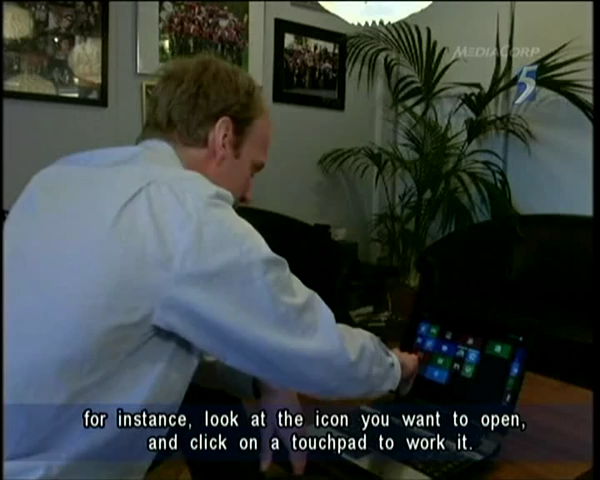 MEDIACORP
5
for instance, look at the icon you want to open,
and click on a touchpad to work it.